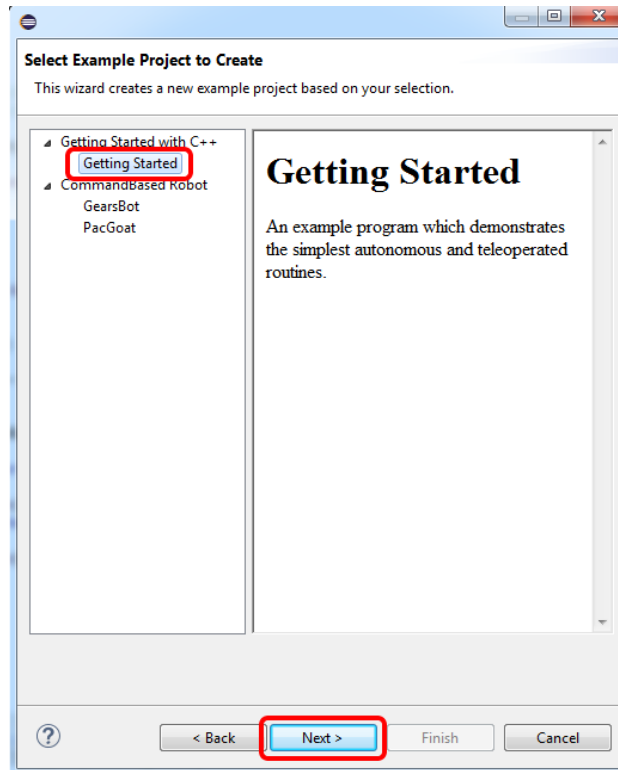 Select Example Project to Create
This wizard creates a new example project based on your selection.
Getting Started with C++
Getting Started
CommandBased Robot
GearsBot
PacGoat
Getting Started
An example program which demonstrates
the simplest autonomous and teleoperated
routines.
?
< Back
Next >
Finish
Cancel